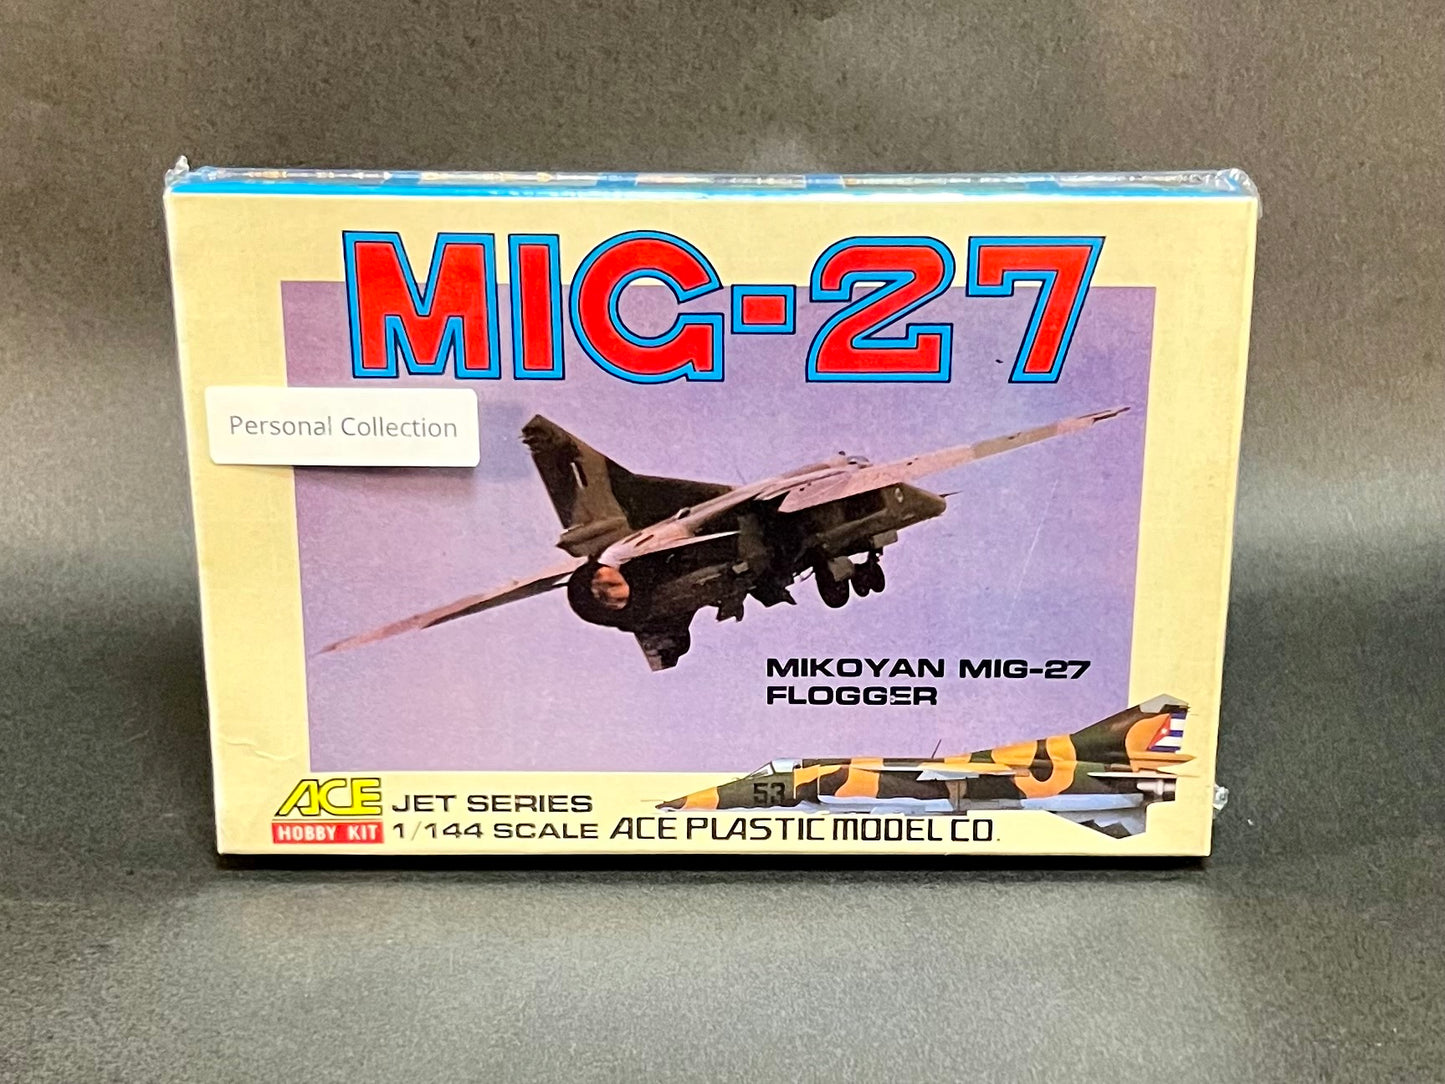 MIG-27
Personal Collection
MIKOYAN MIG-27
FLOGGER
53
ACE
HOBBY KIT
JET SERIES
1/144 SCALE
ACE PLASTIC MODEL CO.